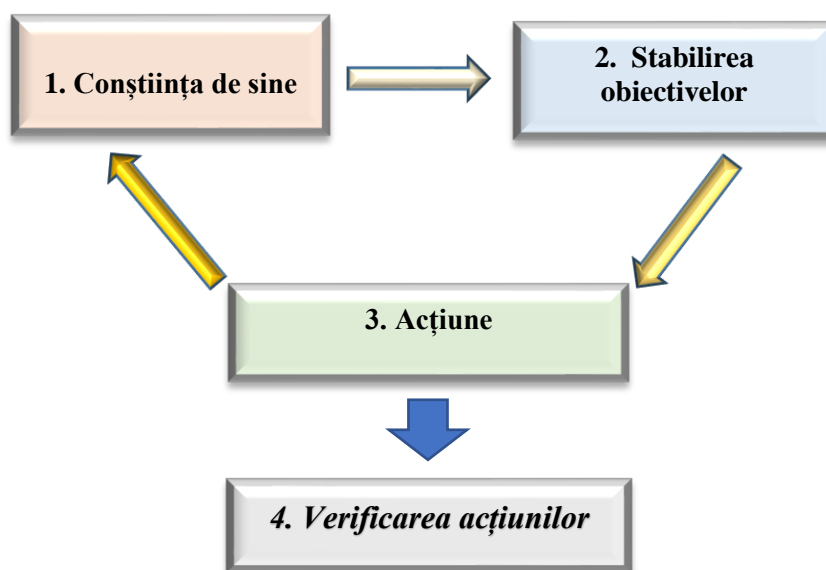 1. Conștiința de sine
2. Stabilirea
obiectivelor
3. Acțiune
4. Verificarea acțiunilor